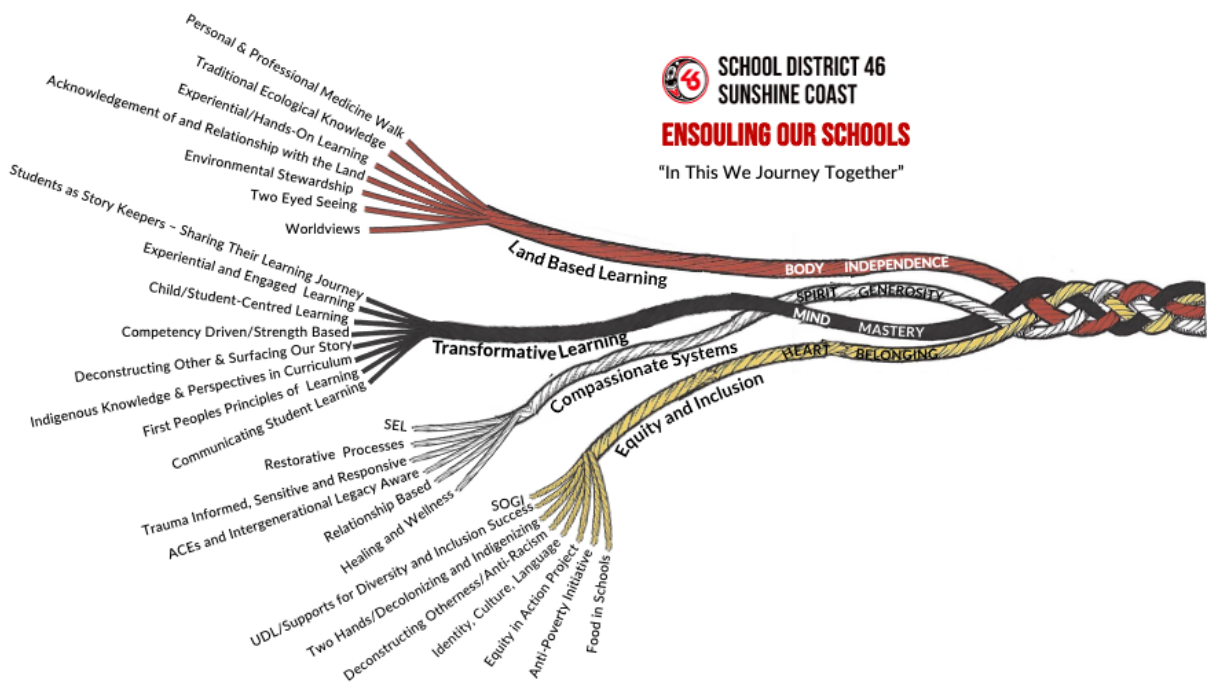 46
SCHOOL DISTRICT 46
SUNSHINE COAST
ENSOULING OUR SCHOOLS
“In This We Journey Together”
Personal & Professional Medicine Walk
Traditional Ecological Knowledge
Experiential/Hands-On Learning
Acknowledgement of and Relationship with the Land
Environmental Stewardship
Two Eyed Seeing
Worldviews
Land Based Learning
BODY INDEPENDENCE
Students as Story Keepers – Sharing Their Learning Journey
Experiential and Engaged Learning
Child/Student-Centred Learning
Competency Driven/Strength Based
Deconstructing Other & Surfacing Our Story
Indigenous Knowledge & Perspectives in Curriculum
First Peoples Principles of Learning
Communicating Student Learning
Transformative Learning
MIND MASTERY
SEL
Restorative Processes
Trauma Informed, Sensitive and Responsive
ACEs and Intergenerational Legacy Aware
Relationship Based
Healing and Wellness
Compassionate Systems
SPIRIT GENEROSITY
SOGI
UDL/Supports for Diversity and Inclusion Success
Two Hands/Decolonizing and Indigenizing
Deconstructing Otherness/Anti-Racism
Identity, Culture, Language
Equity in Action Project
Anti-Poverty Initiative
Food in Schools
Equity and Inclusion
HEART BELONGING